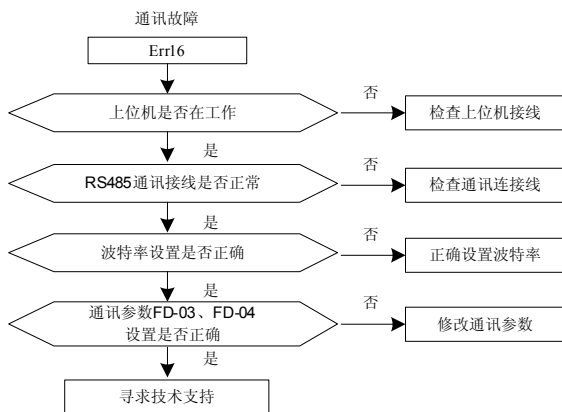 通讯故障
Err16
上位机是否在工作
否
检查上位机接线
是
RS485通讯接线是否正常
否
检查通讯连接线
是
波特率设置是否正确
否
正确设置波特率
是
通讯参数FD-03、FD-04
设置是否正确
否
修改通讯参数
是
寻求技术支持